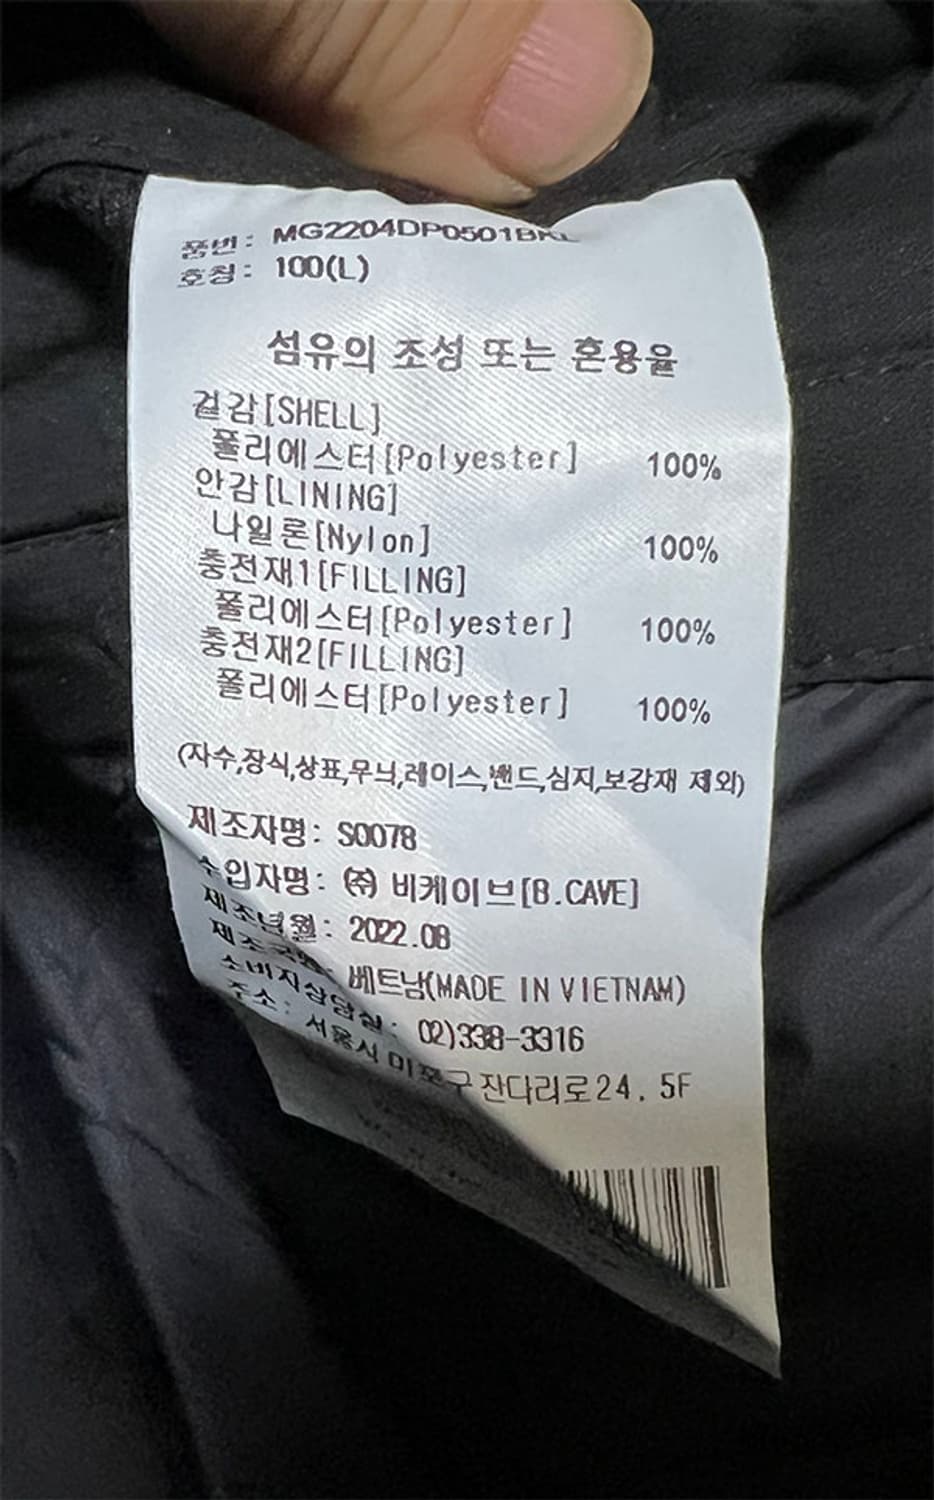 품번: MG2204DP0501BKL
호칭: 100(L)
섬유의 조성 또는 혼용율
겉감[SHELL]
폴리에스터[Polyester] 100%
안감[LINING]
나일론[Nylon] 100%
충전재1[FILLING]
폴리에스터[Polyester] 100%
충전재2[FILLING]
폴리에스터[Polyester] 100%
(자수,장식,상표,무늬,레이스,밴드,심지,보강재 제외)
제조자명: S0078
수입자명: ㈜ 비케이브[B.CAVE]
제조년월: 2022.08
제조국명: 베트남(MADE IN VIETNAM)
소비자상담실: 02)338-3316
주소: 서울시 마포구 잔다리로24, 5F